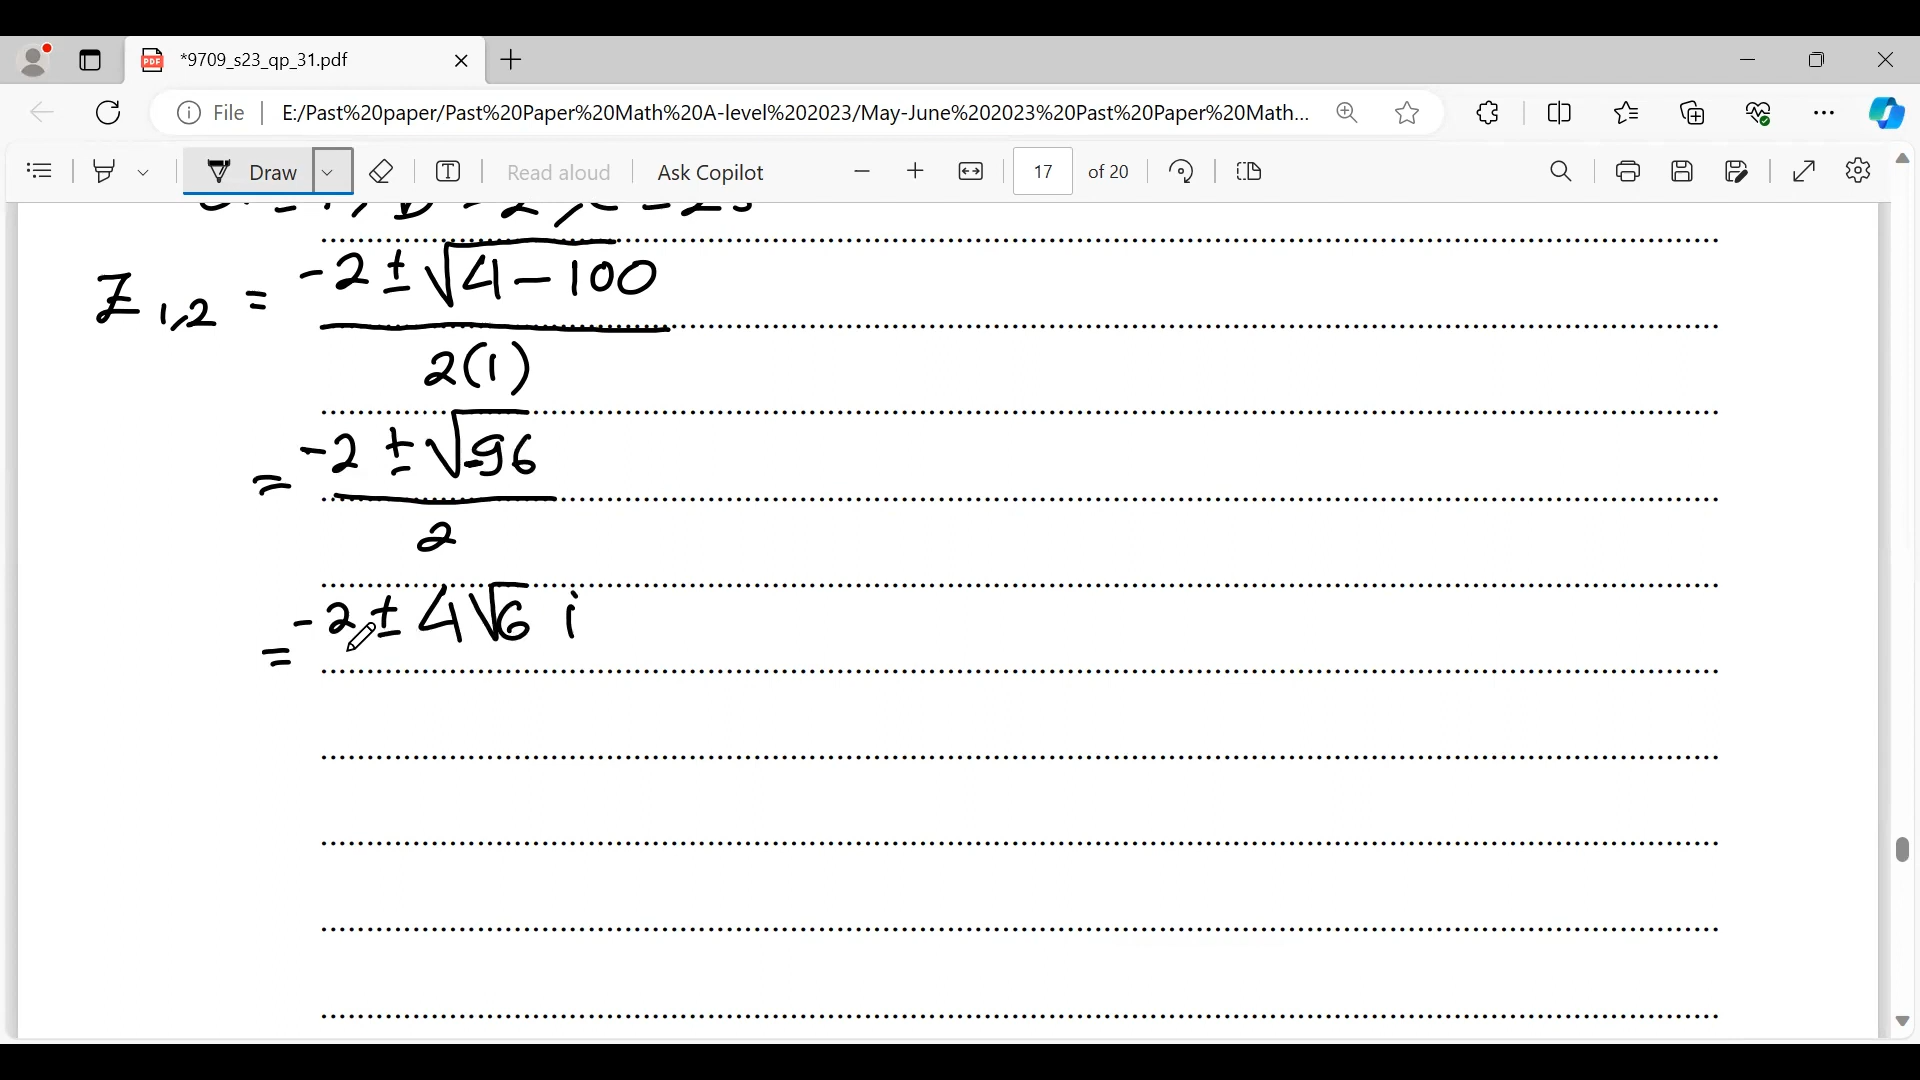 *9709_s23_qp_31.pdf
File E:/Past%20paper/Past%20Paper%20Math%20A-level%202023/May-June%202023%20Past%20Paper%20Math...
Draw Read aloud Ask Copilot 17 of 20
Z 1,2 = -2 ± √4 - 100
2(1)
= -2 ± √-96
2
= -2 ± 4√6 i